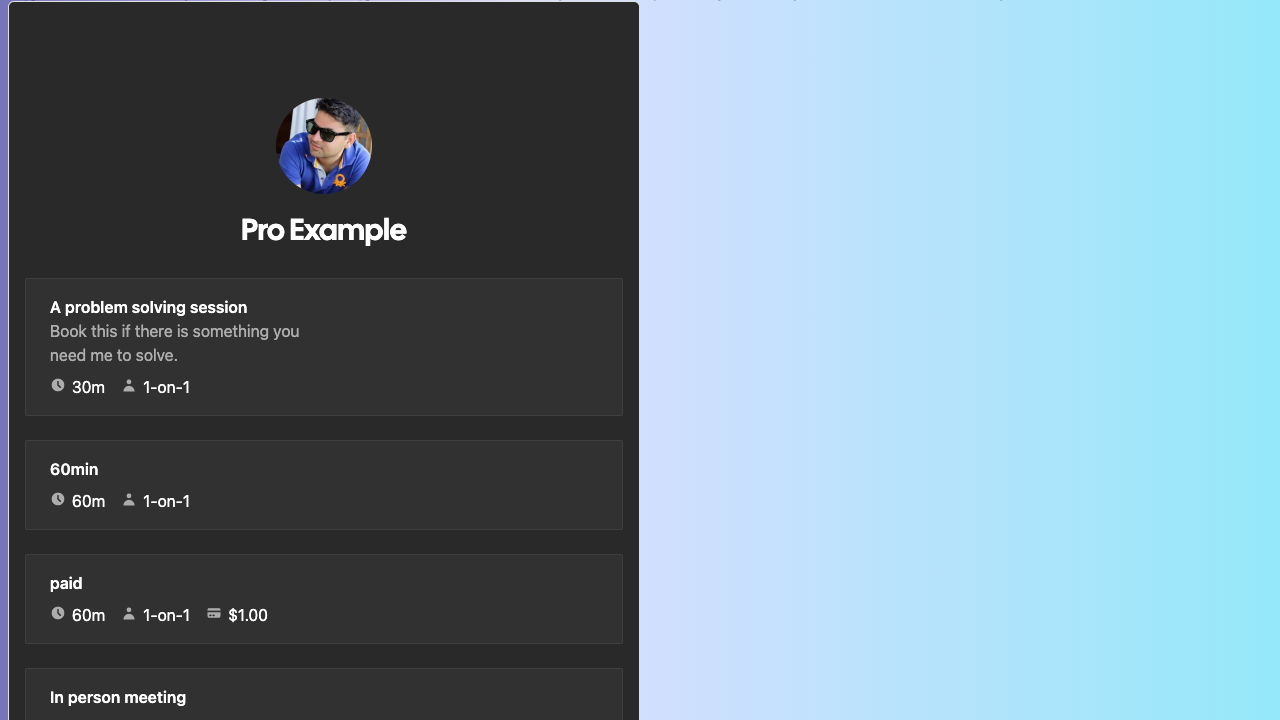 Pro Example
A problem solving session
Book this if there is something you
need me to solve.
30m 1-on-1
60min
60m 1-on-1
paid
60m 1-on-1 $1.00
In person meeting